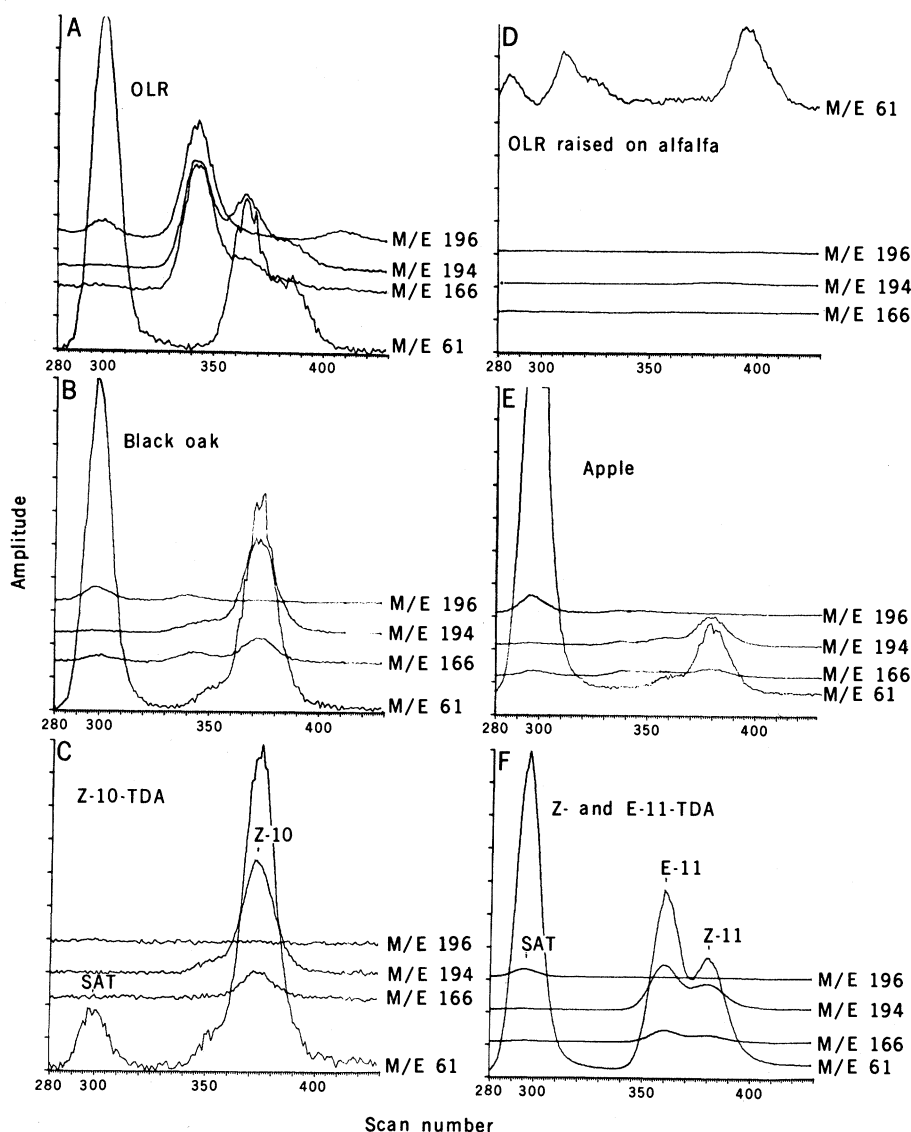 A
OLR
M/E 196
M/E 194
M/E 166
M/E 61
280 300 350 400
D
M/E 61
OLR raised on alfalfa
M/E 196
M/E 194
M/E 166
280 300 350 400
B
Black oak
M/E 196
M/E 194
M/E 166
M/E 61
280 300 350 400
E
Apple
M/E 196
M/E 194
M/E 166
M/E 61
280 300 350 400
Amplitude
C
Z-10-TDA
Z-10
M/E 196
M/E 194
SAT
M/E 166
M/E 61
280 300 350 400
F
Z- and E-11-TDA
E-11
Z-11
SAT
M/E 196
M/E 194
M/E 166
M/E 61
280 300 350 400
Scan number